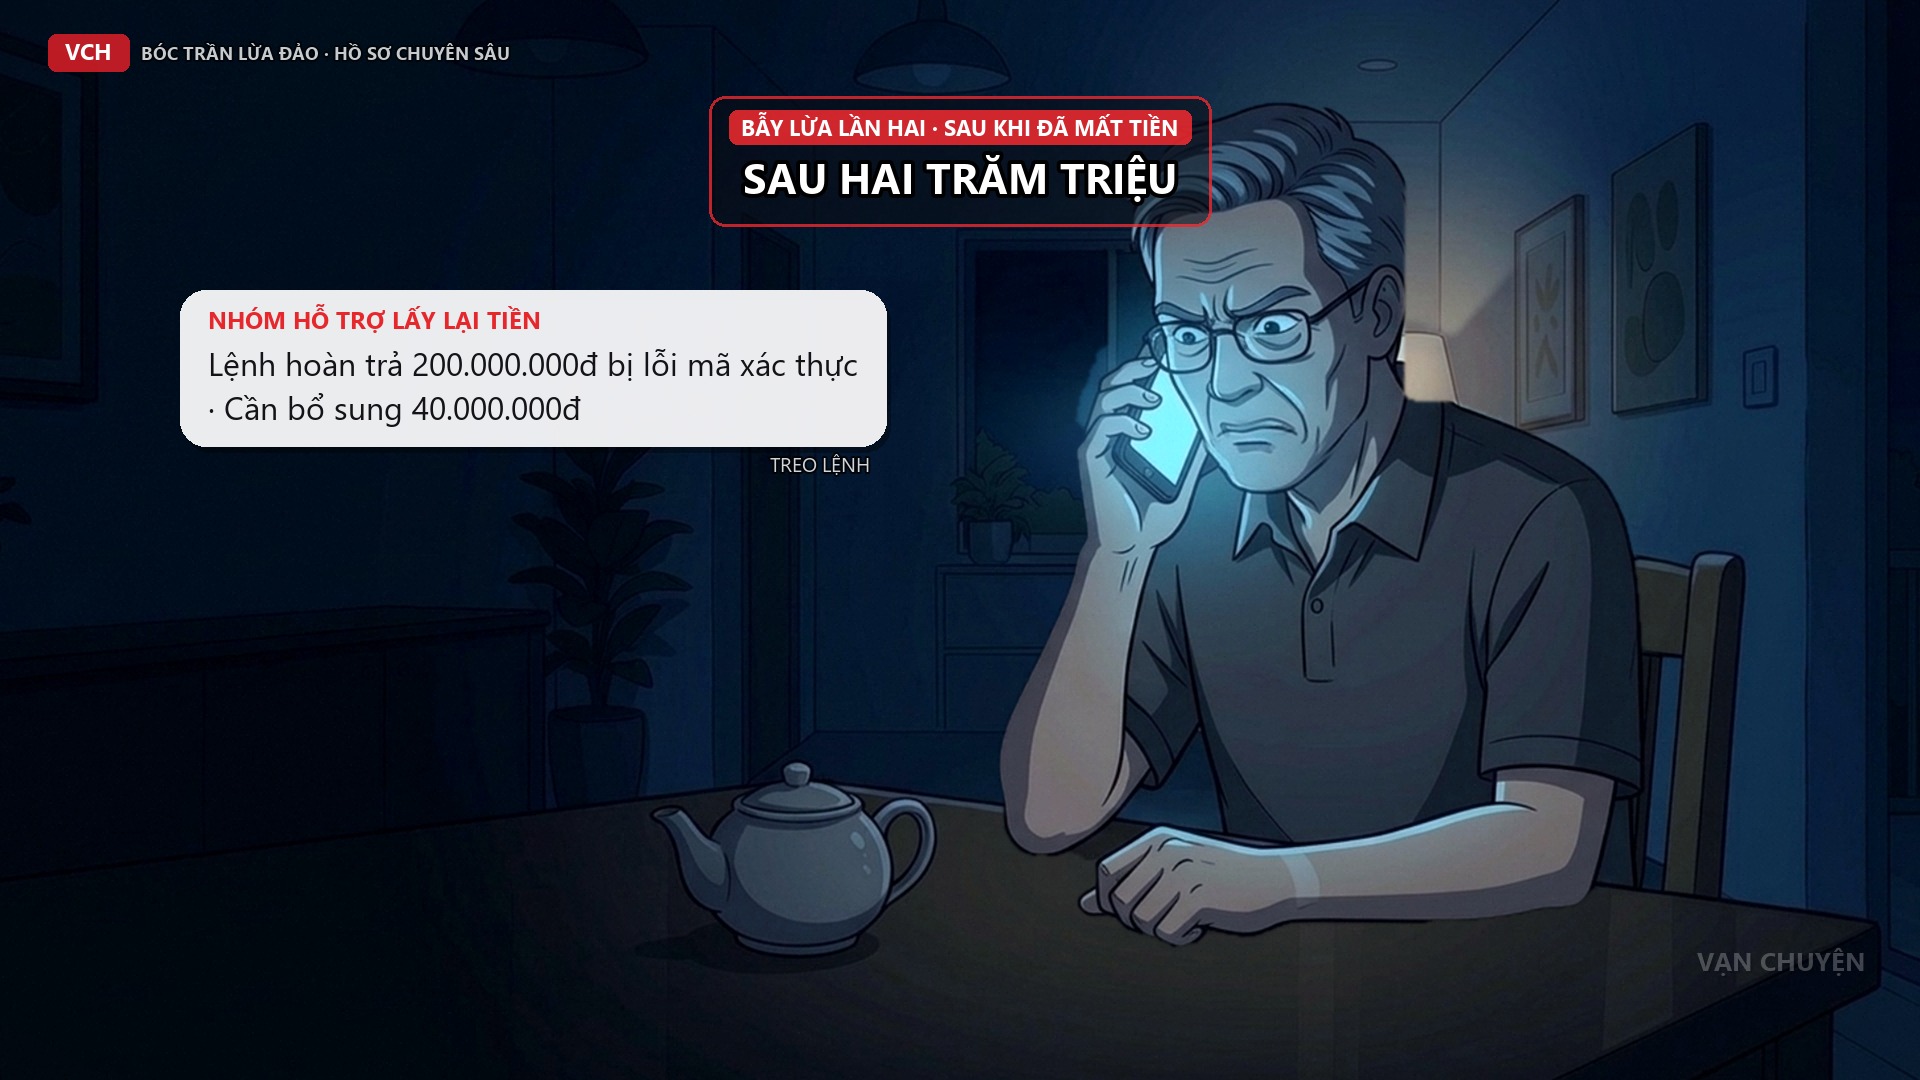 VCH BÓC TRẦN LỪA ĐẢO · HỒ SƠ CHUYÊN SÂU
BẪY LỪA LẦN HAI · SAU KHI ĐÃ MẤT TIỀN
SAU HAI TRĂM TRIỆU
NHÓM HỖ TRỢ LẤY LẠI TIỀN
Lệnh hoàn trả 200.000.000đ bị lỗi mã xác thực
· Cần bổ sung 40.000.000đ
TREO LỆNH
VẠN CHUYỆN